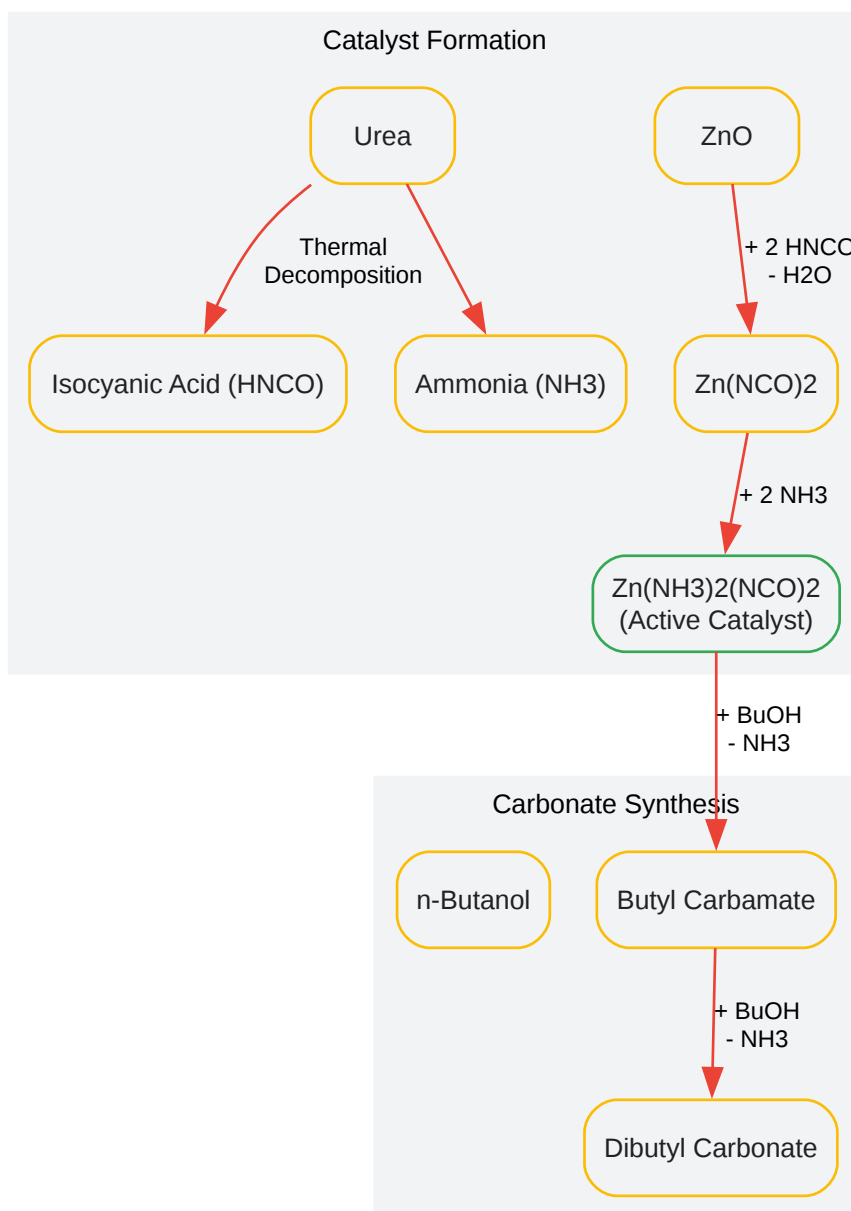 Catalyst Formation
Urea
ZnO
Thermal
Decomposition
+ 2 HNCO
- H2O
Isocyanic Acid (HNCO)
Ammonia (NH3)
Zn(NCO)2
+ 2 NH3
Zn(NH3)2(NCO)2
(Active Catalyst)
+ BuOH
- NH3
Carbonate Synthesis
n-Butanol
Butyl Carbamate
+ BuOH
- NH3
Dibutyl Carbonate